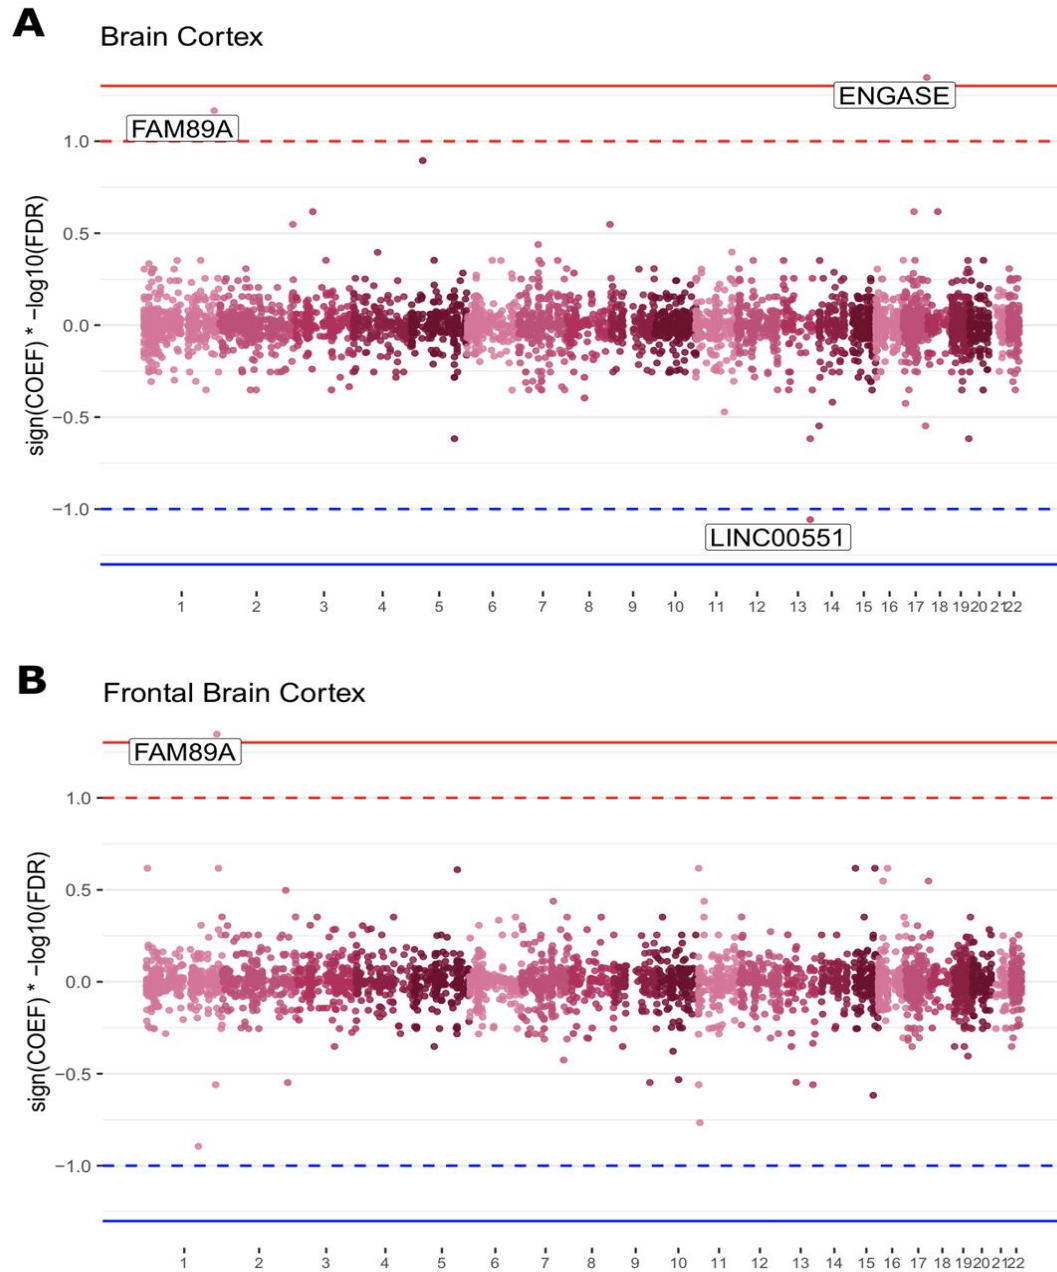 A
Brain Cortex
ENGASE
FAM89A
1.0
0.5
0.0
−0.5
−1.0
sign(COEF) * −log10(FDR)
LINC00551
1 2 3 4 5 6 7 8 9 10 11 12 13 14 15 16 17 18 19 20 21 22
B
Frontal Brain Cortex
FAM89A
1.0
0.5
0.0
−0.5
−1.0
sign(COEF) * −log10(FDR)
1 2 3 4 5 6 7 8 9 10 11 12 13 14 15 16 17 18 19 20 21 22